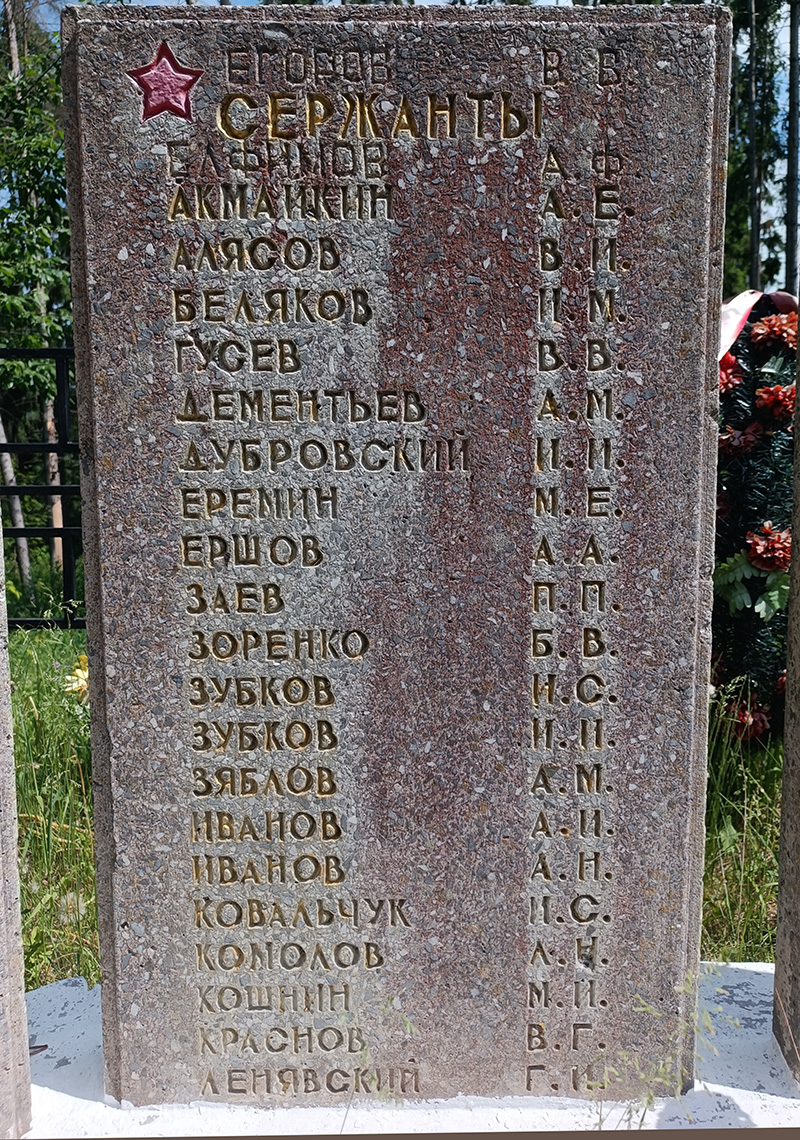 ЕГОРОВ В. В.
СЕРЖАНТЫ
ЕЛФИМОВ А. Ф.
АКМАЙКИН А. Е.
АЛЯСОВ В. И.
БЕЛЯКОВ И. М.
ГУСЕВ В. В.
ДЕМЕНТЬЕВ А. М.
ДУБРОВСКИЙ И. И.
ЕРЕМИН М. Е.
ЕРШОВ А. А.
ЗАЕВ П. П.
ЗОРЕНКО Б. В.
ЗУБКОВ И. С.
ЗУБКОВ И. И.
ЗЯБЛОВ А. М.
ИВАНОВ А. И.
ИВАНОВ А. Н.
КОВАЛЬЧУК И. С.
КОМОЛОВ Л. Н.
КОШНИН М. И.
КРАСНОВ В. Г.
ЛЕНЯВСКИЙ Г. И.